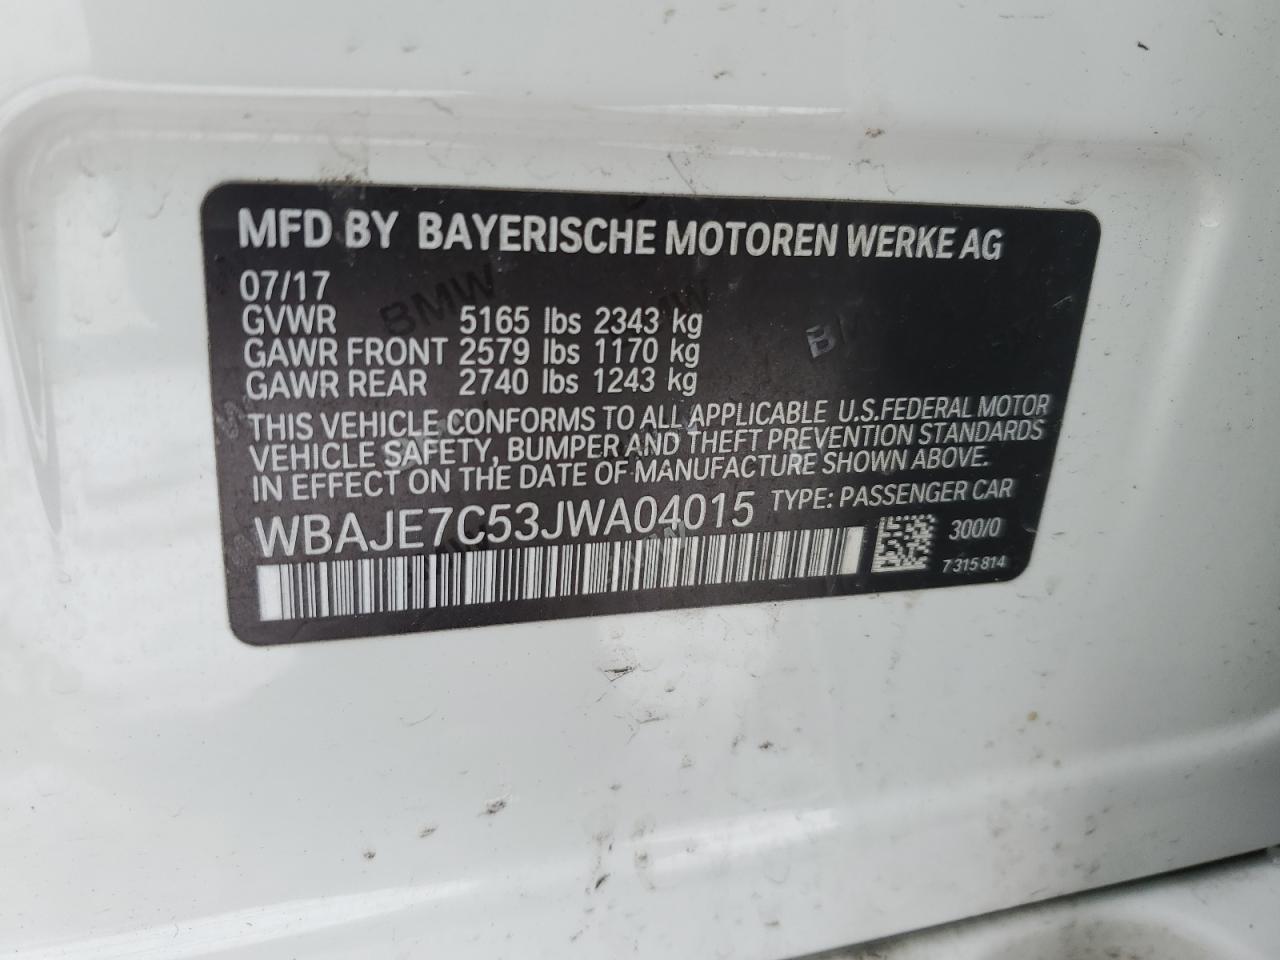 MFD BY BAYERISCHE MOTOREN WERKE AG
07/17
GVWR 5165 lbs 2343 kg
GAWR FRONT 2579 lbs 1170 kg
GAWR REAR 2740 lbs 1243 kg
THIS VEHICLE CONFORMS TO ALL APPLICABLE U.S.FEDERAL MOTOR
VEHICLE SAFETY, BUMPER AND THEFT PREVENTION STANDARDS
IN EFFECT ON THE DATE OF MANUFACTURE SHOWN ABOVE.
WBAJE7C53JWA04015 TYPE: PASSENGER CAR
300/0
7 315 814
BMW